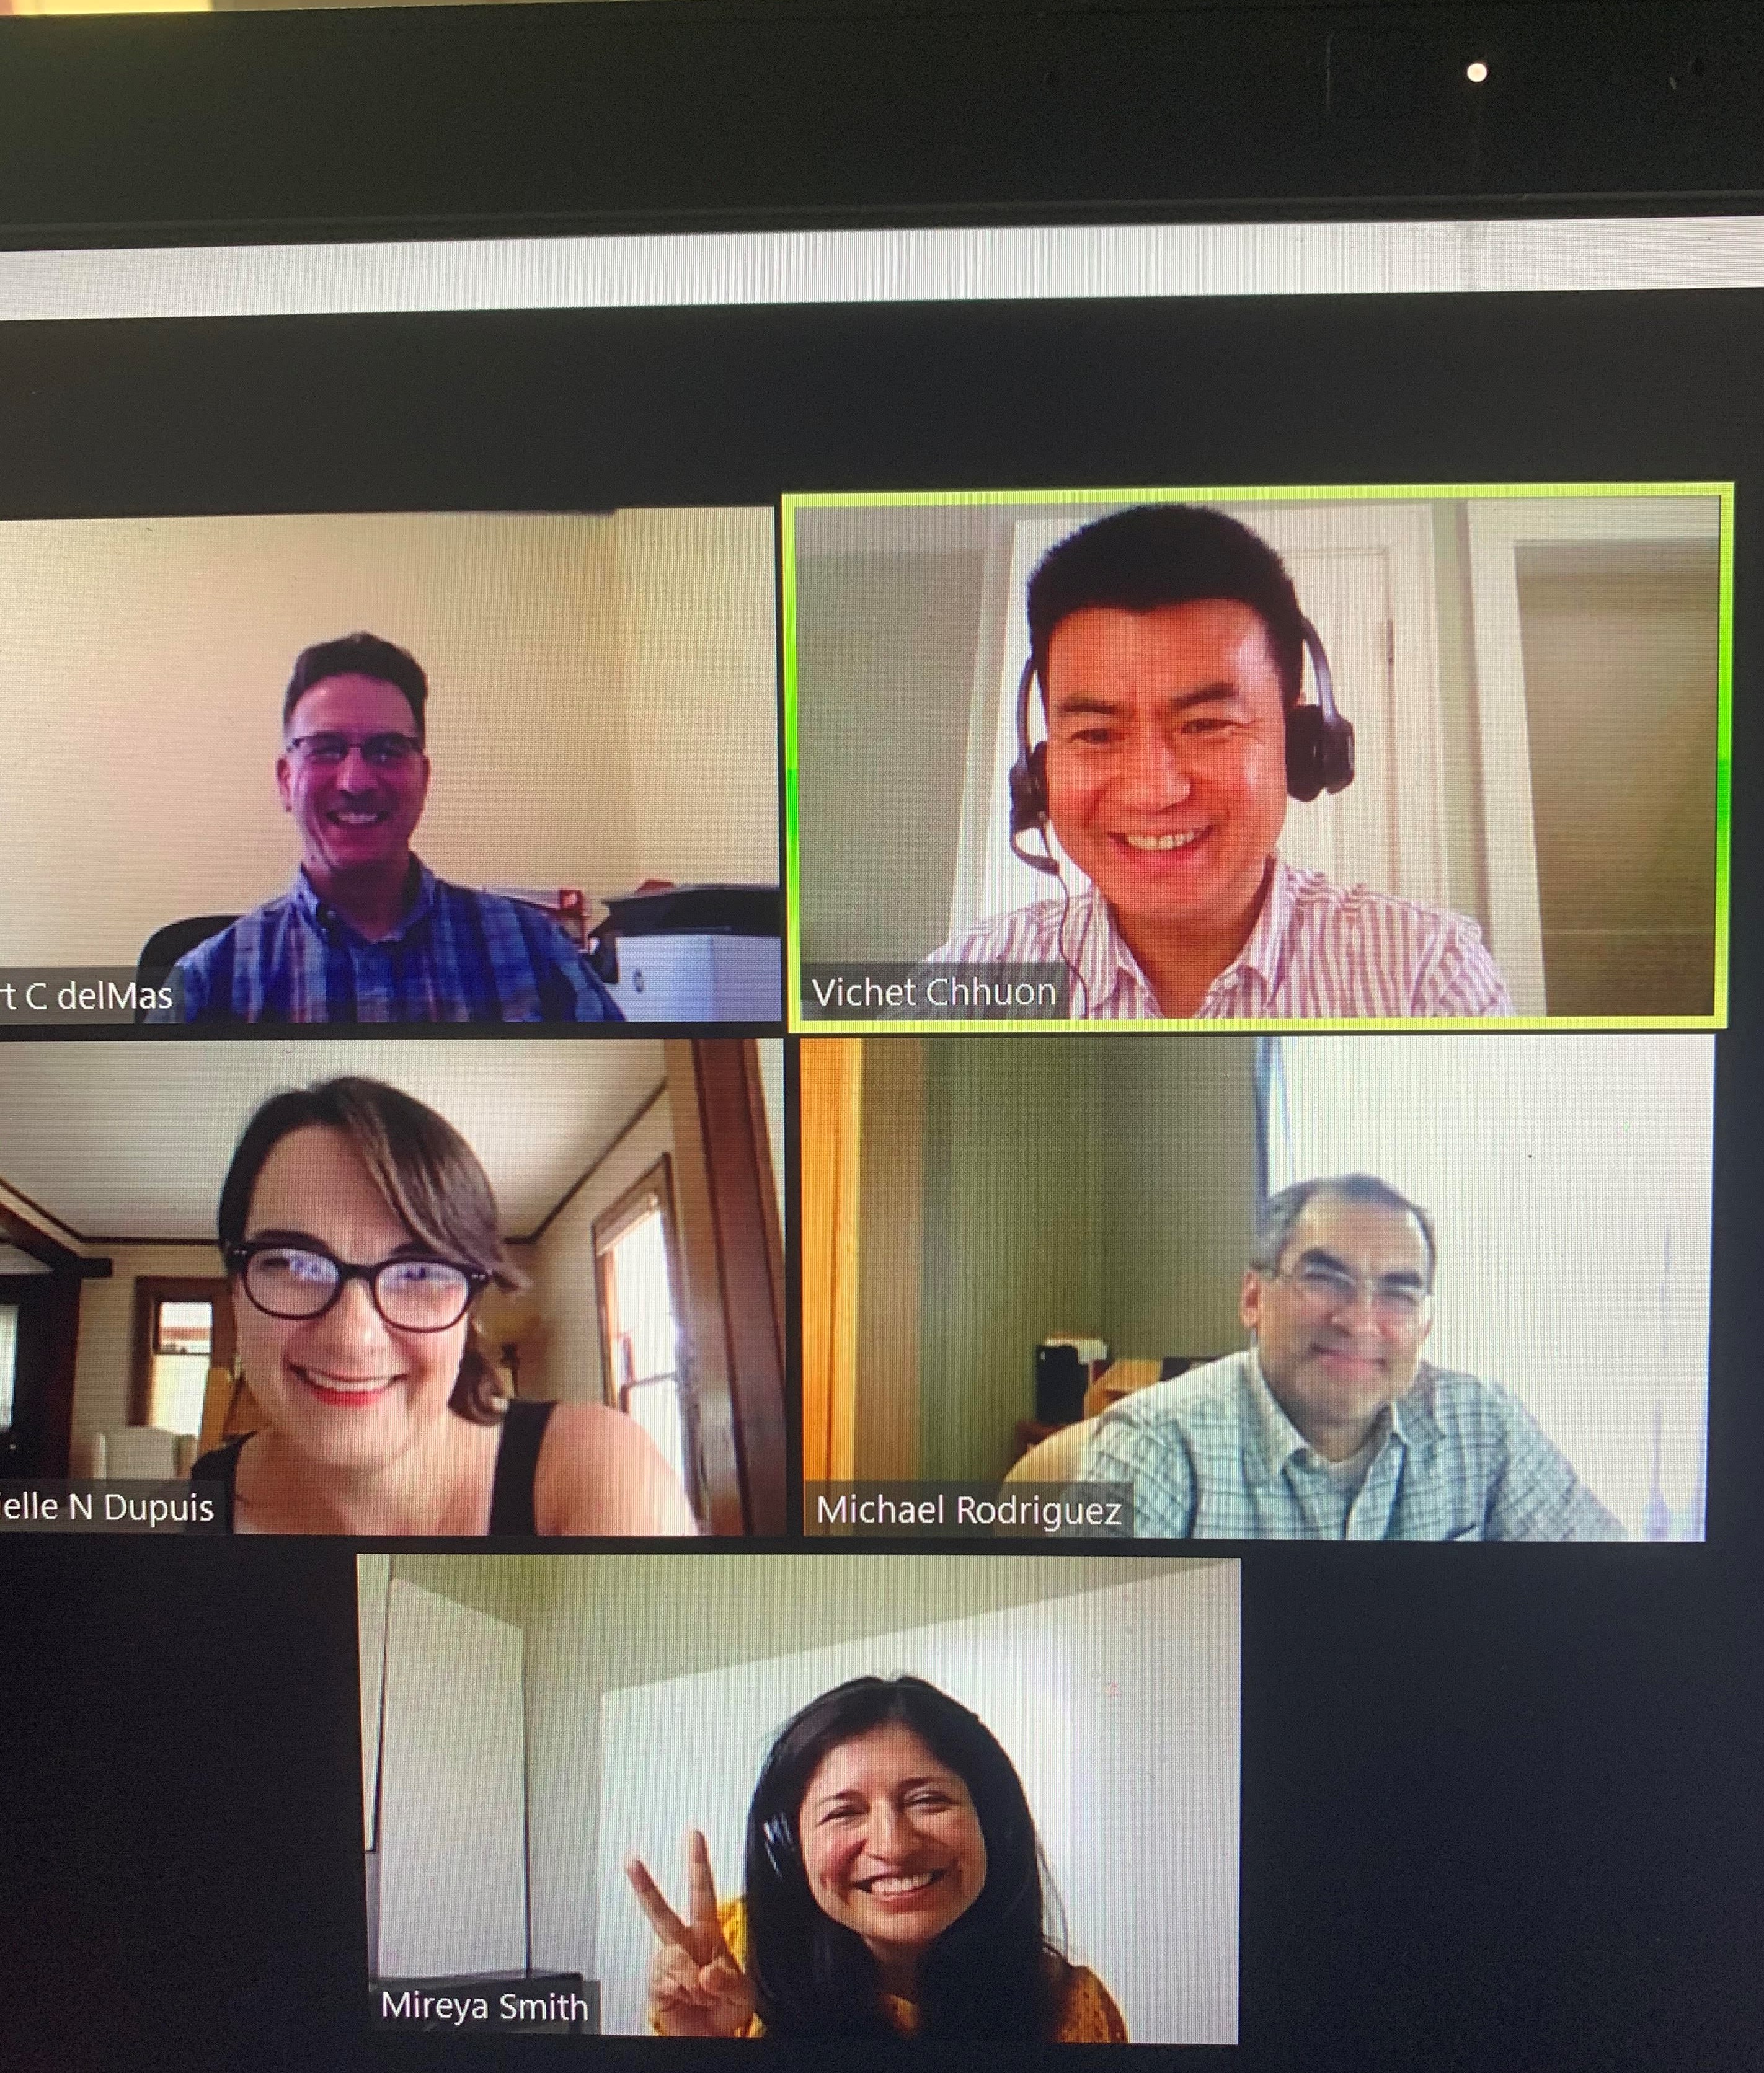 t C delMas
Vichet Chhuon
elle N Dupuis
Michael Rodriguez
Mireya Smith